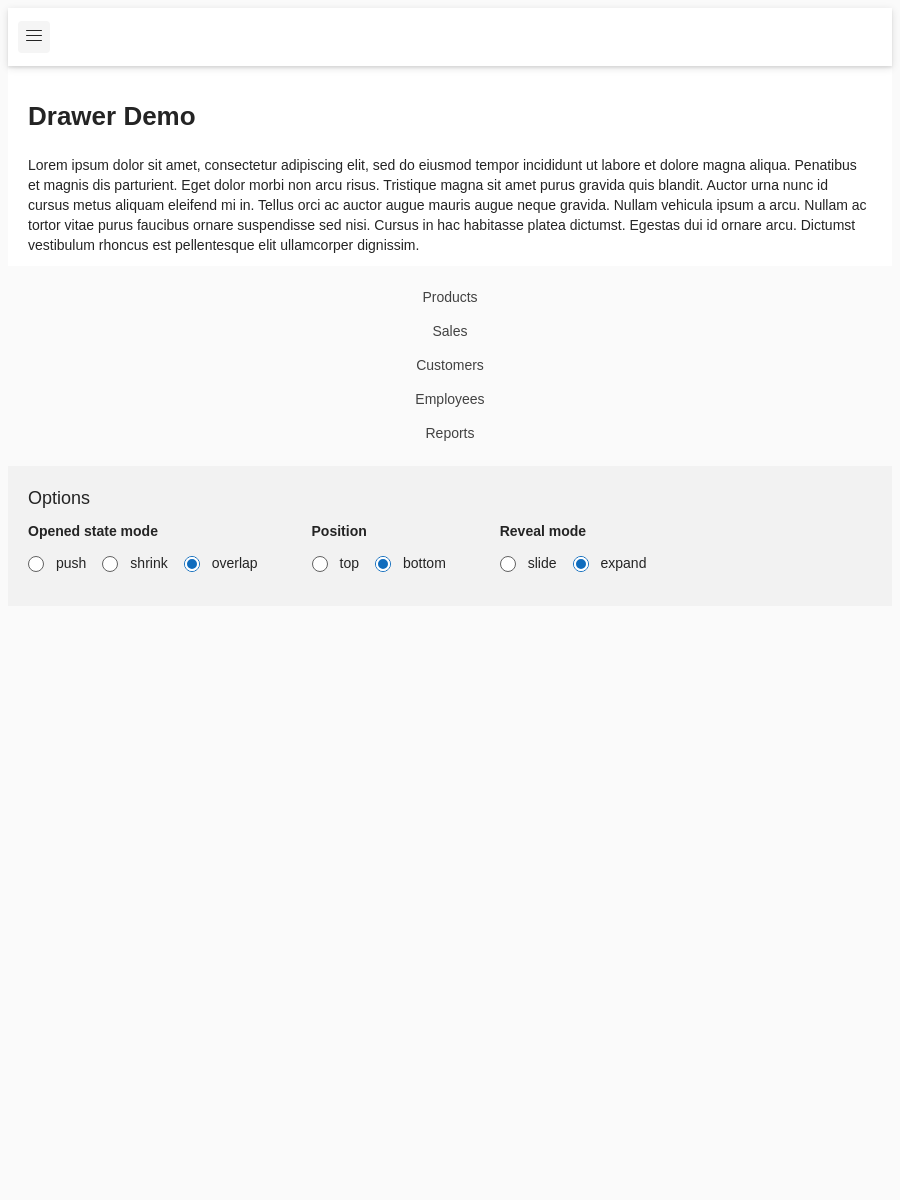 Drawer Demo
Lorem ipsum dolor sit amet, consectetur adipiscing elit, sed do eiusmod tempor incididunt ut labore et dolore magna aliqua. Penatibus
et magnis dis parturient. Eget dolor morbi non arcu risus. Tristique magna sit amet purus gravida quis blandit. Auctor urna nunc id
cursus metus aliquam eleifend mi in. Tellus orci ac auctor augue mauris augue neque gravida. Nullam vehicula ipsum a arcu. Nullam ac
tortor vitae purus faucibus ornare suspendisse sed nisi. Cursus in hac habitasse platea dictumst. Egestas dui id ornare arcu. Dictumst
vestibulum rhoncus est pellentesque elit ullamcorper dignissim.
Products
Sales
Customers
Employees
Reports
Options
Opened state mode Position Reveal mode
push shrink overlap top bottom slide expand